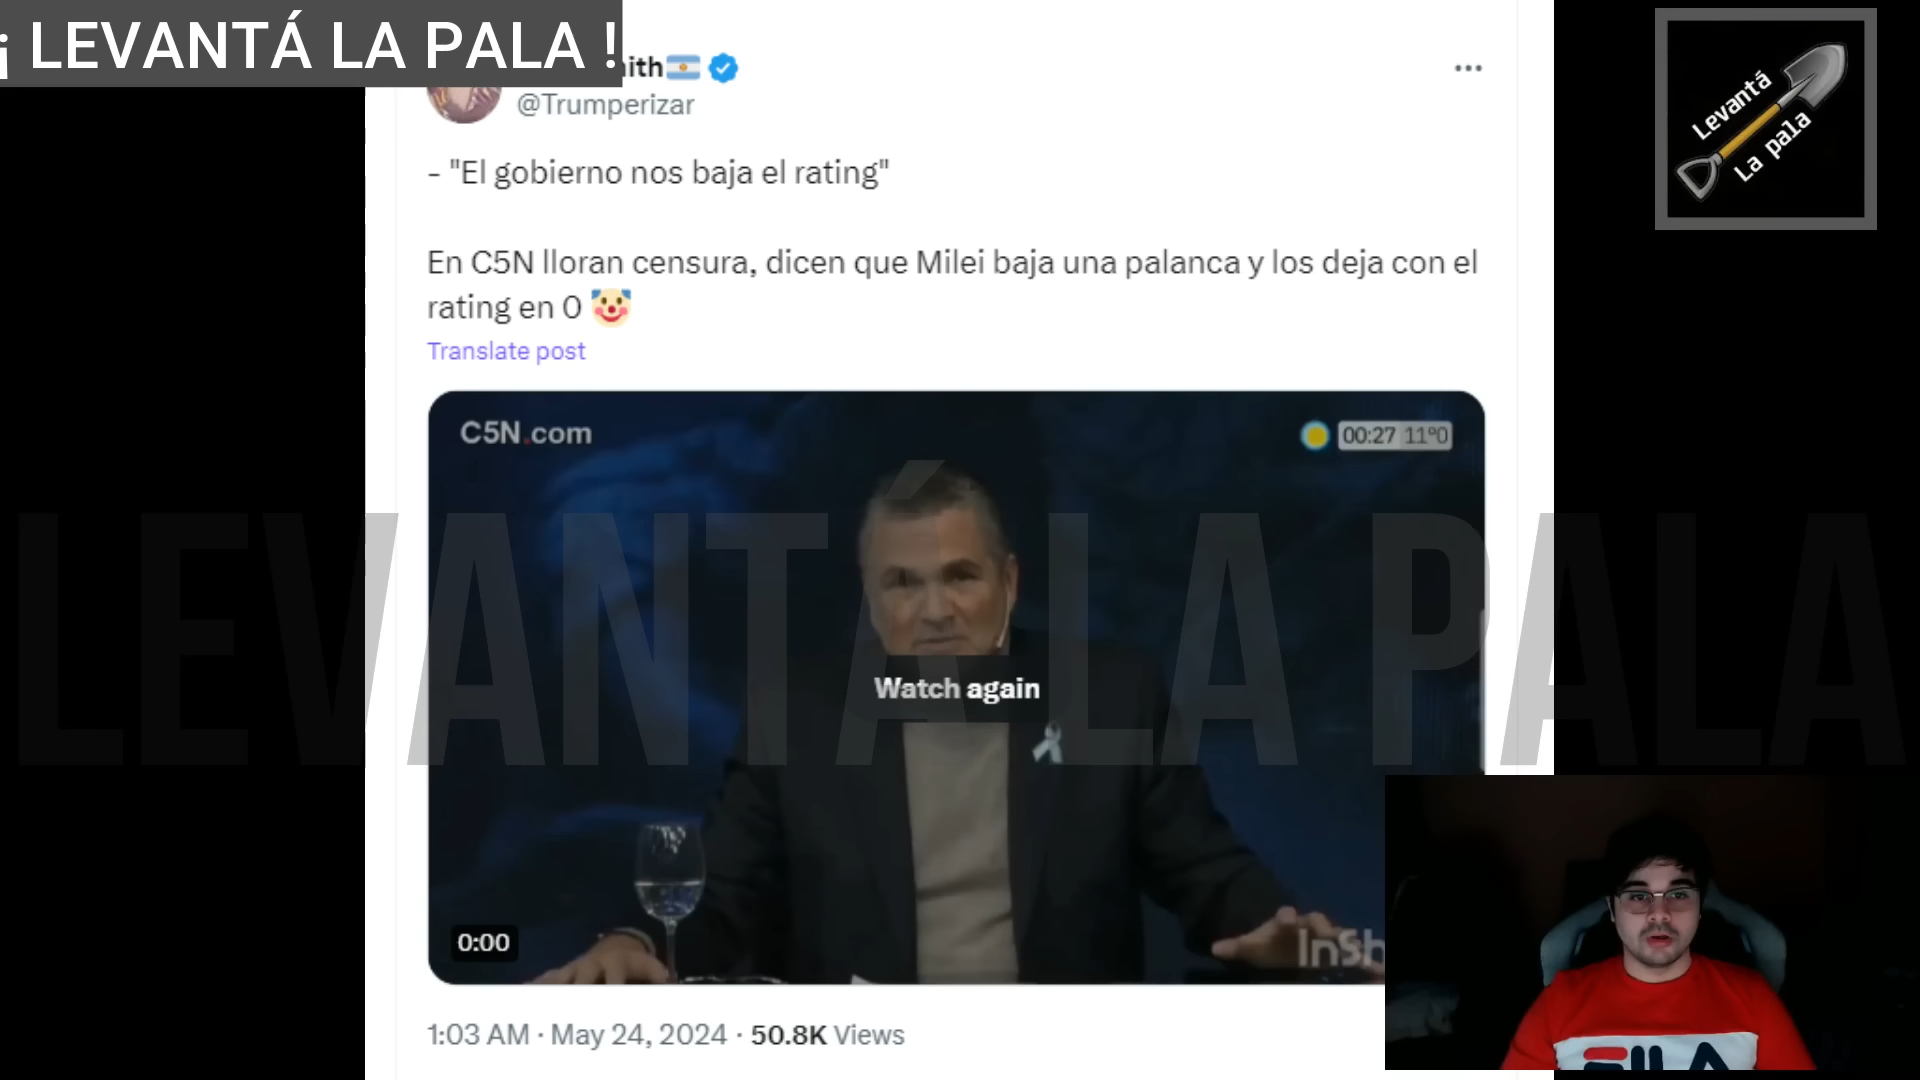 ¡ LEVANTÁ LA PALA !
ith
@Trumperizar
Levantá
La pala
- "El gobierno nos baja el rating"
En C5N lloran censura, dicen que Milei baja una palanca y los deja con el
rating en 0 🤡
Translate post
C5N.com
00:27 11°0
LEVANTÁ LA PALA
Watch again
0:00
InSh
1:03 AM · May 24, 2024 · 50.8K Views
FILA